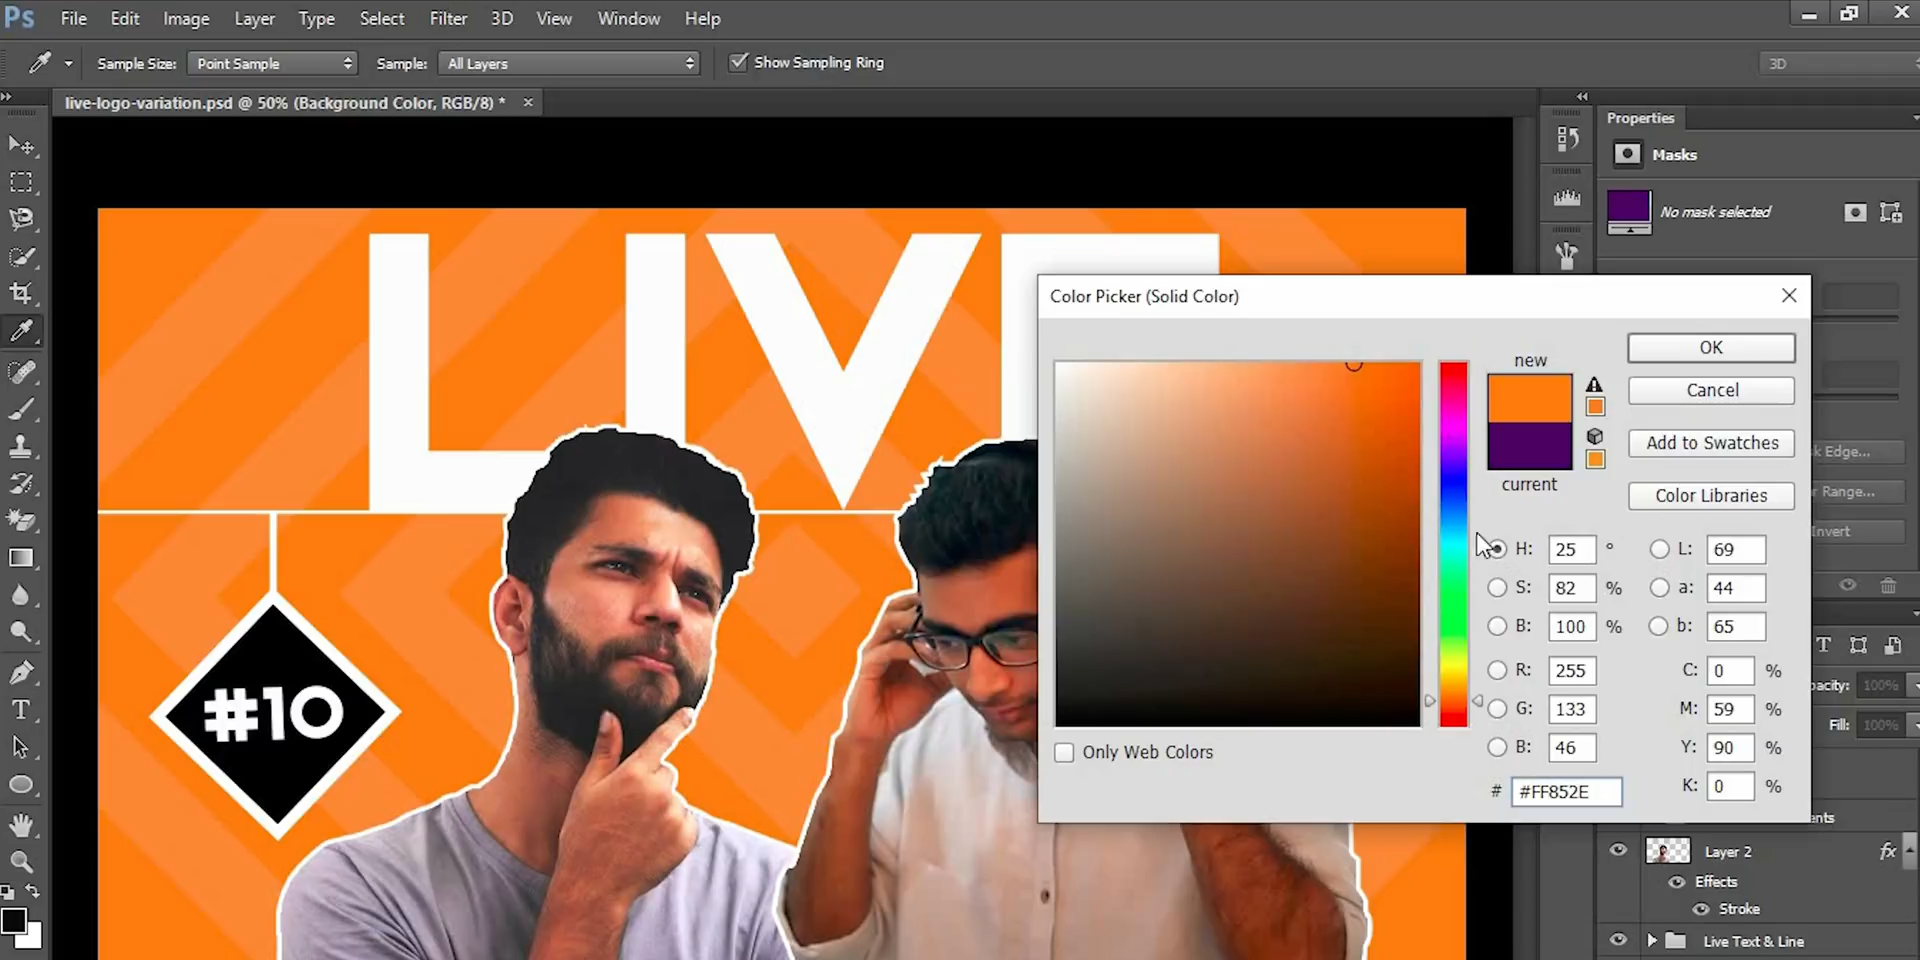 Ps File Edit Image Layer Type Select Filter 3D View Window Help
Sample Size: Point Sample Sample: All Layers Show Sampling Ring 3D
live-logo-variation.psd @ 50% (Background Color, RGB/8) *
Properties
Masks
No mask selected
LIVE
#10
Color Picker (Solid Color)
new
current
OK
Cancel
Add to Swatches
Color Libraries
H: 25 °
S: 82 %
B: 100 %
R: 255
G: 133
B: 46
# #FF852E
L: 69
a: 44
b: 65
C: 0 %
M: 59 %
Y: 90 %
K: 0 %
Only Web Colors
k Edge...
r Range...
Invert
pacity: 100%
Fill: 100%
ents
Layer 2 fx
Effects
Stroke
Live Text & Line